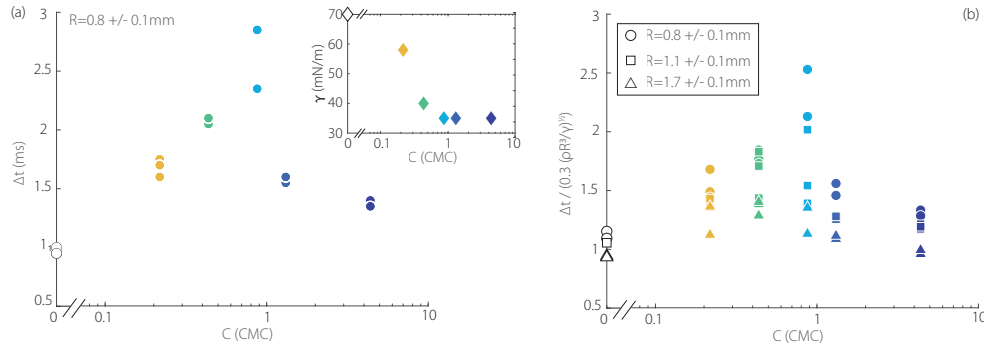 (a)
R=0.8 +/- 0.1mm
3
2.5
2
1.5
1
0.5
Δt (ms)
0
0.1
1
10
C (CMC)
70
60
50
40
30
γ (mN/m)
0
0.1
1
10
C (CMC)
(b)
R=0.8 +/- 0.1mm
R=1.1 +/- 0.1mm
R=1.7 +/- 0.1mm
3
2.5
2
1.5
1
0.5
Δt / (0.3 (ρR³/γ)^½)
0
0.1
1
10
C (CMC)